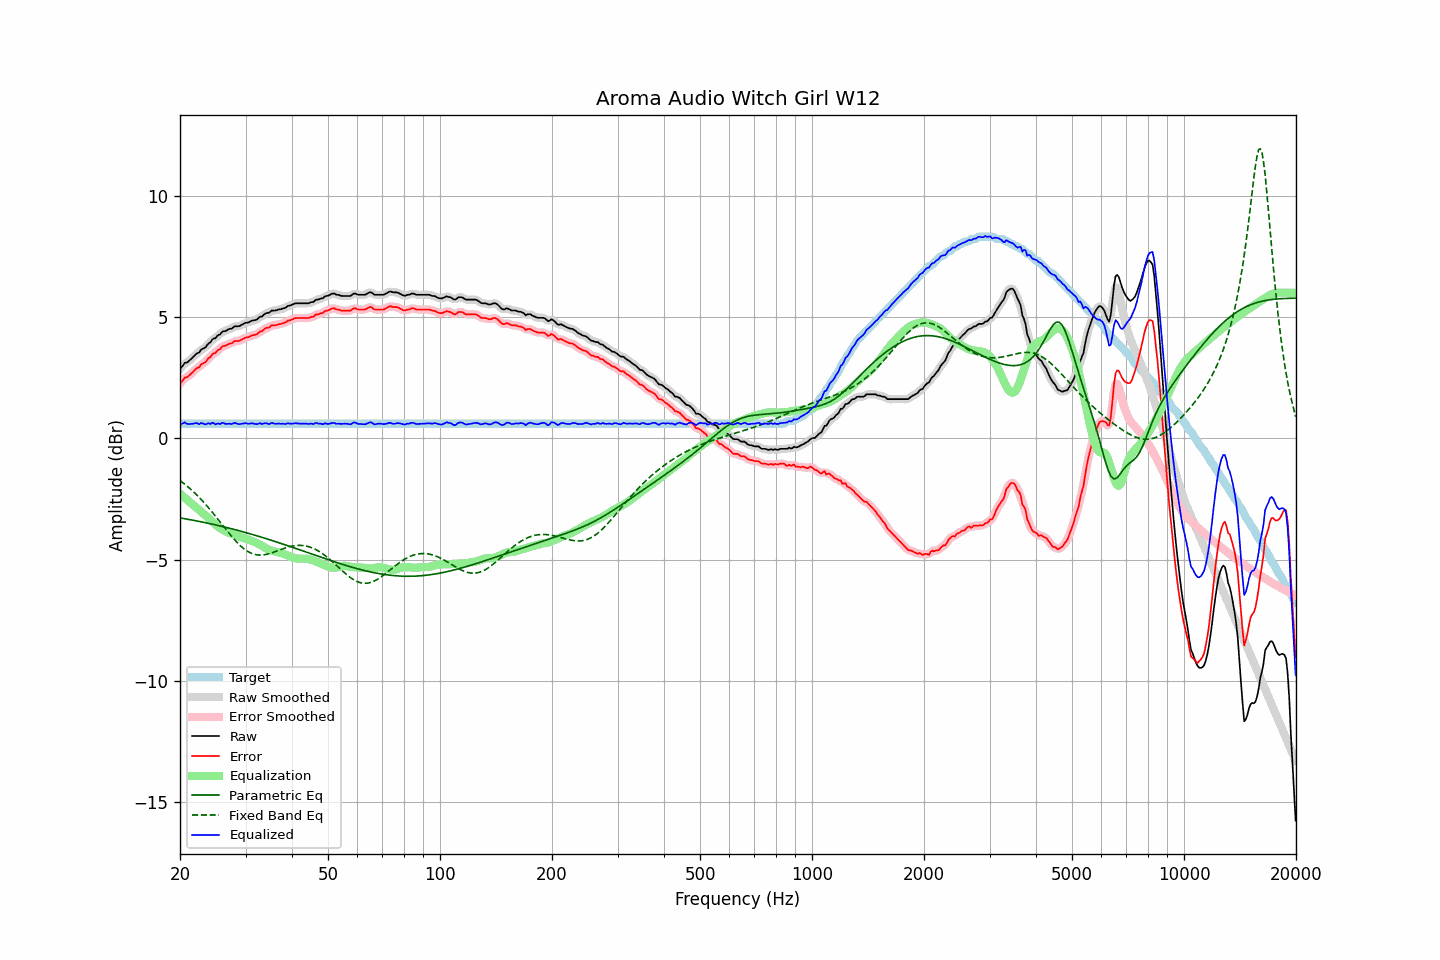 Aroma Audio Witch Girl W12
Amplitude (dBr)
10
5
0
−5
−10
−15
Target
Raw Smoothed
Error Smoothed
Raw
Error
Equalization
Parametric Eq
Fixed Band Eq
Equalized
20 50 100 200 500 1000 2000 5000 10000 20000
Frequency (Hz)